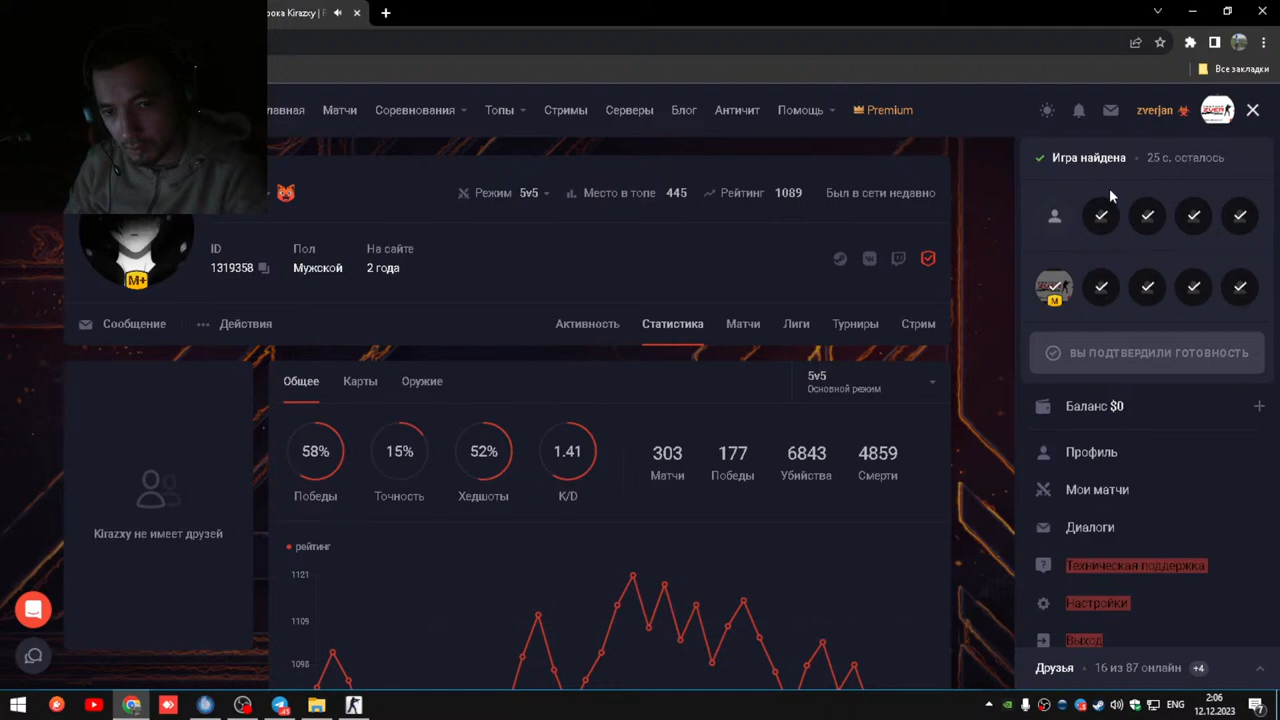 рока Kirazxy | F
Все закладки
лавная Матчи Соревнования Топы Стримы Серверы Блог Античит Помощь Premium
zverjan
Игра найдена • 25 с. осталось
Режим 5v5 Место в топе 445 Рейтинг 1089 Был в сети недавно
ID Пол На сайте
1319358 Мужской 2 года
M+
M
Сообщение Действия
Активность Статистика Матчи Лиги Турниры Стрим
ВЫ ПОДТВЕРДИЛИ ГОТОВНОСТЬ
Общее Карты Оружие
5v5
Основной режим
Баланс $0
58% 15% 52% 1.41
Победы Точность Хедшоты K/D
303 177 6843 4859
Матчи Победы Убийства Смерти
Профиль
Мои матчи
Диалоги
Техническая поддержка
Настройки
Выход
Kirazxy не имеет друзей
рейтинг
1121
1109
1098
Друзья • 16 из 87 онлайн +4
ENG
2:06
12.12.2023